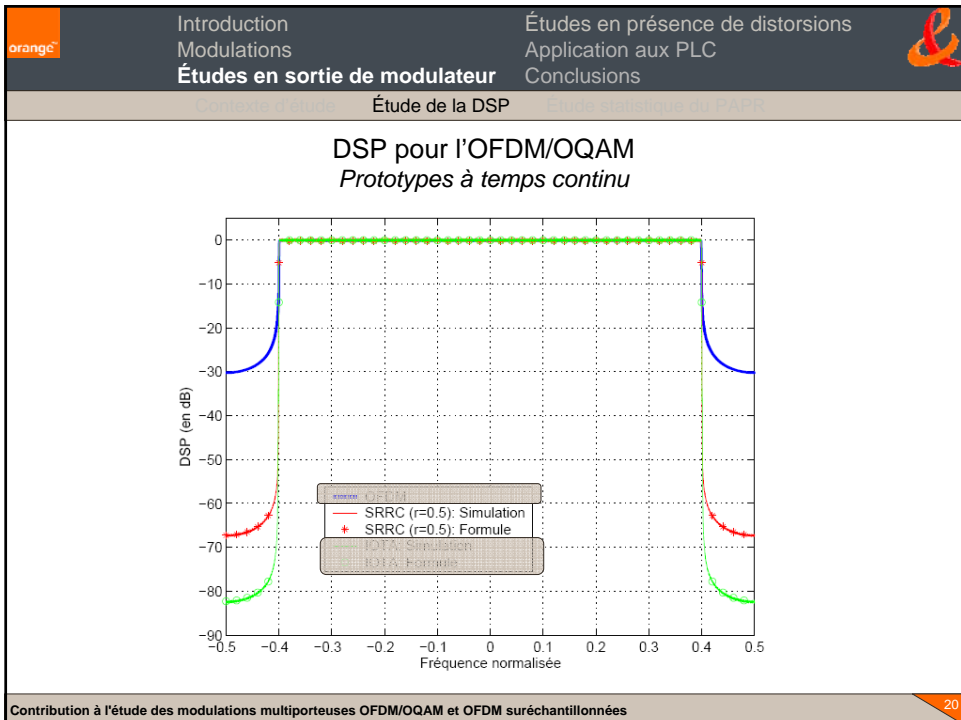 orange™
Introduction
Modulations
Études en sortie de modulateur
Études en présence de distorsions
Application aux PLC
Conclusions
Contexte d'étude Étude de la DSP Étude statistique du PAPR
DSP pour l'OFDM/OQAM
Prototypes à temps continu
DSP (en dB)
0
−10
−20
−30
−40
−50
−60
−70
−80
−90
OFDM
SRRC (r=0.5): Simulation
SRRC (r=0.5): Formule
IOTA: Simulation
IOTA: Formule
−0.5 −0.4 −0.3 −0.2 −0.1 0 0.1 0.2 0.3 0.4 0.5
Fréquence normalisée
Contribution à l'étude des modulations multiporteuses OFDM/OQAM et OFDM suréchantillonnées 20